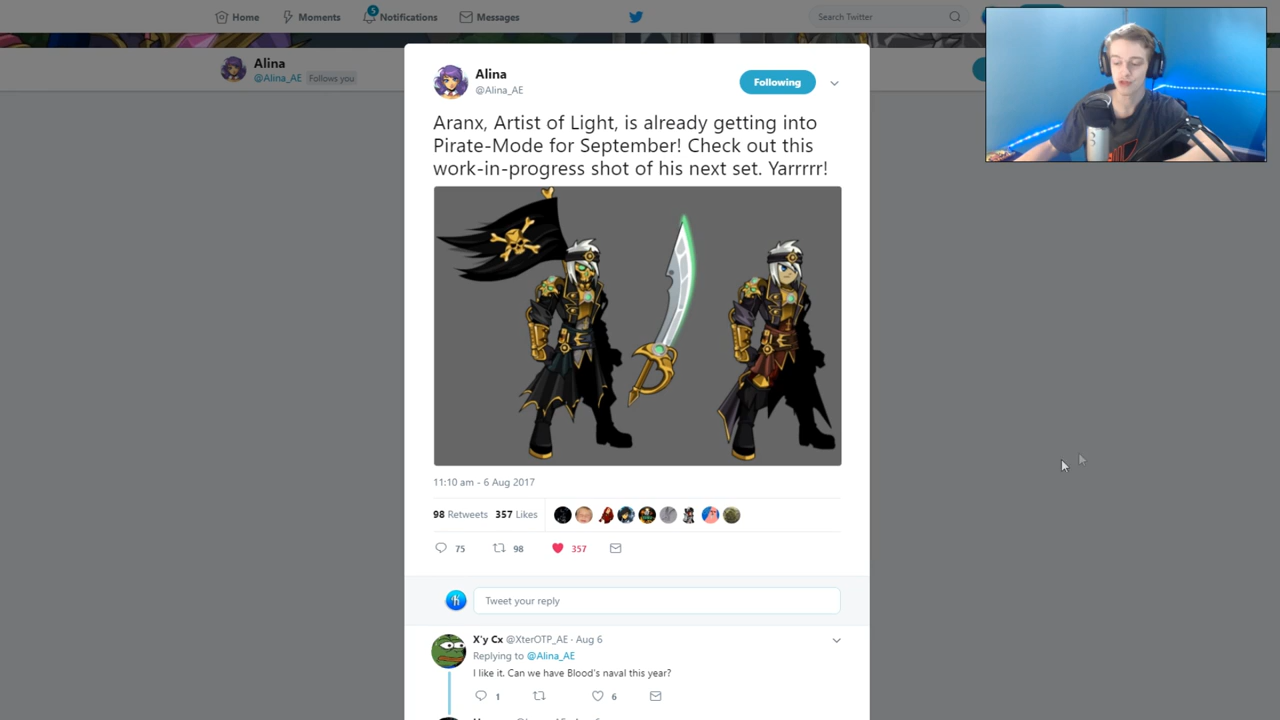 Home
Moments
5
Notifications
Messages
Search Twitter
Alina
@Alina_AE Follows you
Alina
@Alina_AE
Following
Aranx, Artist of Light, is already getting into
Pirate-Mode for September! Check out this
work-in-progress shot of his next set. Yarrrrr!
11:10 am - 6 Aug 2017
98 Retweets 357 Likes
75 98 357
Tweet your reply
X'y Cx @XterOTP_AE · Aug 6
Replying to @Alina_AE
I like it. Can we have Blood's naval this year?
1 6